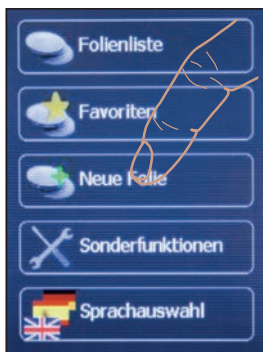 Folienliste
Favoriten
Neue Folie
Sonderfunktionen
Sprachauswahl